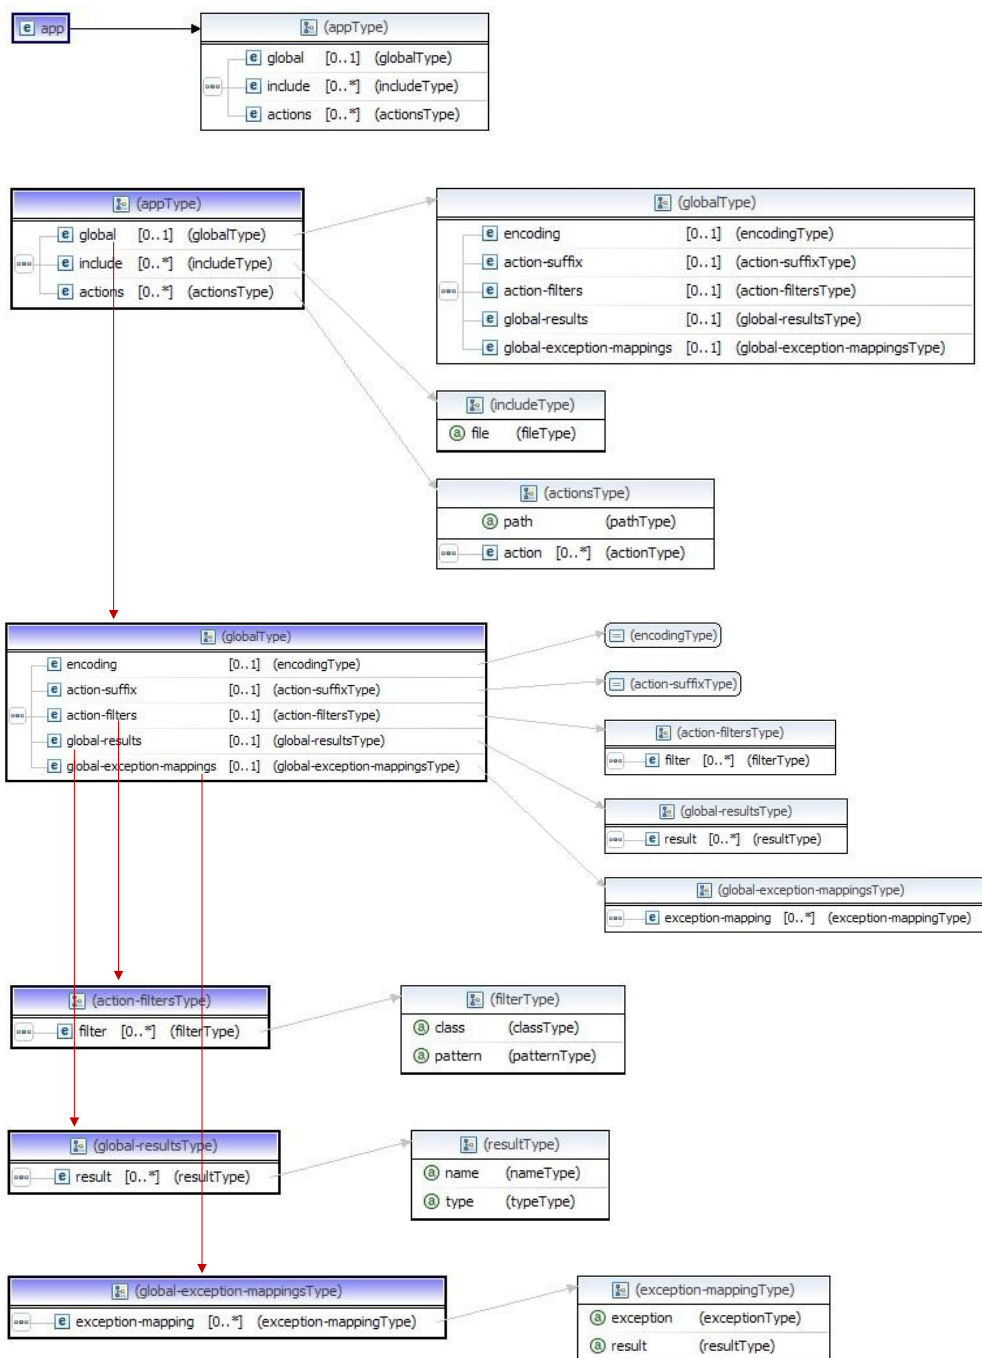 app
(appType)
global [0..1] (globalType)
include [0..*] (includeType)
actions [0..*] (actionsType)
(appType)
global [0..1] (globalType)
include [0..*] (includeType)
actions [0..*] (actionsType)
(globalType)
encoding [0..1] (encodingType)
action-suffix [0..1] (action-suffixType)
action-filters [0..1] (action-filtersType)
global-results [0..1] (global-resultsType)
global-exception-mappings [0..1] (global-exception-mappingsType)
(includeType)
file (fileType)
(actionsType)
path (pathType)
action [0..*] (actionType)
(globalType)
encoding [0..1] (encodingType)
action-suffix [0..1] (action-suffixType)
action-filters [0..1] (action-filtersType)
global-results [0..1] (global-resultsType)
global-exception-mappings [0..1] (global-exception-mappingsType)
(encodingType)
(action-suffixType)
(action-filtersType)
filter [0..*] (filterType)
(global-resultsType)
result [0..*] (resultType)
(global-exception-mappingsType)
exception-mapping [0..*] (exception-mappingType)
(action-filtersType)
filter [0..*] (filterType)
(filterType)
class (classType)
pattern (patternType)
(global-resultsType)
result [0..*] (resultType)
(resultType)
name (nameType)
type (typeType)
(global-exception-mappingsType)
exception-mapping [0..*] (exception-mappingType)
(exception-mappingType)
exception (exceptionType)
result (resultType)